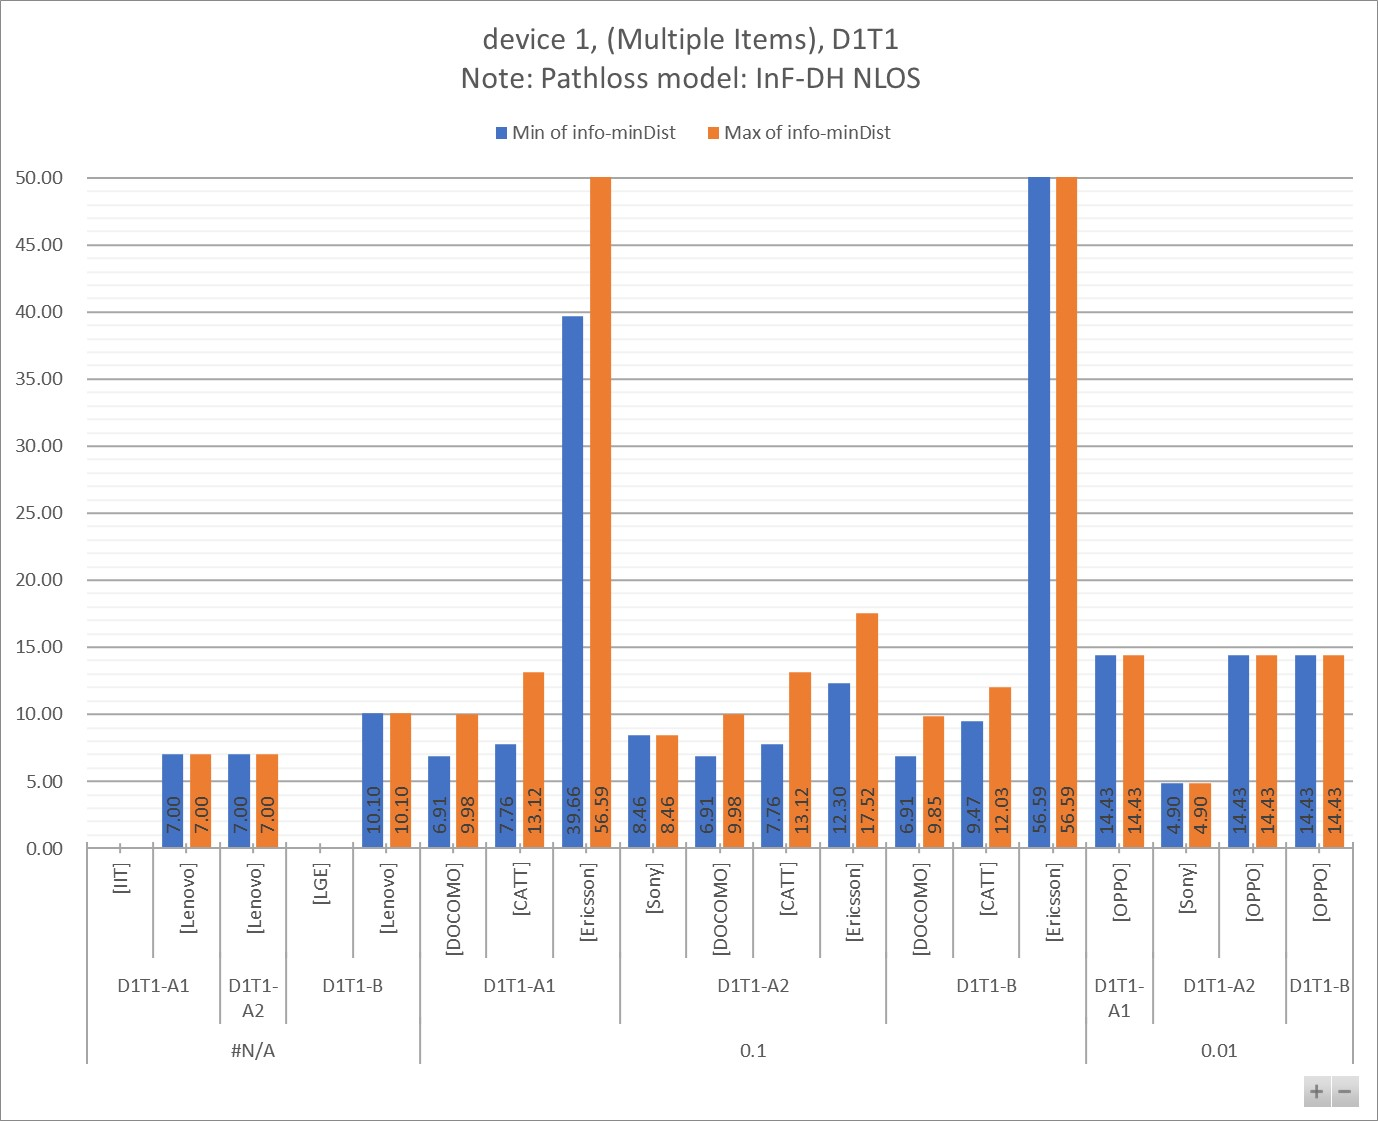 device 1, (Multiple Items), D1T1
Note: Pathloss model: InF-DH NLOS
Min of info-minDist
Max of info-minDist
50.00
45.00
40.00
35.00
30.00
25.00
20.00
15.00
10.00
5.00
0.00
7.00
7.00
7.00
7.00
10.10
10.10
6.91
9.98
7.76
13.12
39.66
56.59
8.46
8.46
6.91
9.98
7.76
13.12
12.30
17.52
6.91
9.85
9.47
12.03
56.59
56.59
14.43
14.43
4.90
4.90
14.43
14.43
14.43
14.43
[IIT]
[Lenovo]
[Lenovo]
[LGE]
[Lenovo]
[DOCOMO]
[CATT]
[Ericsson]
[Sony]
[DOCOMO]
[CATT]
[Ericsson]
[DOCOMO]
[CATT]
[Ericsson]
[OPPO]
[Sony]
[OPPO]
[OPPO]
D1T1-A1
D1T1-
A2
D1T1-B
D1T1-A1
D1T1-A2
D1T1-B
D1T1-
A1
D1T1-A2
D1T1-B
#N/A
0.1
0.01
+
−